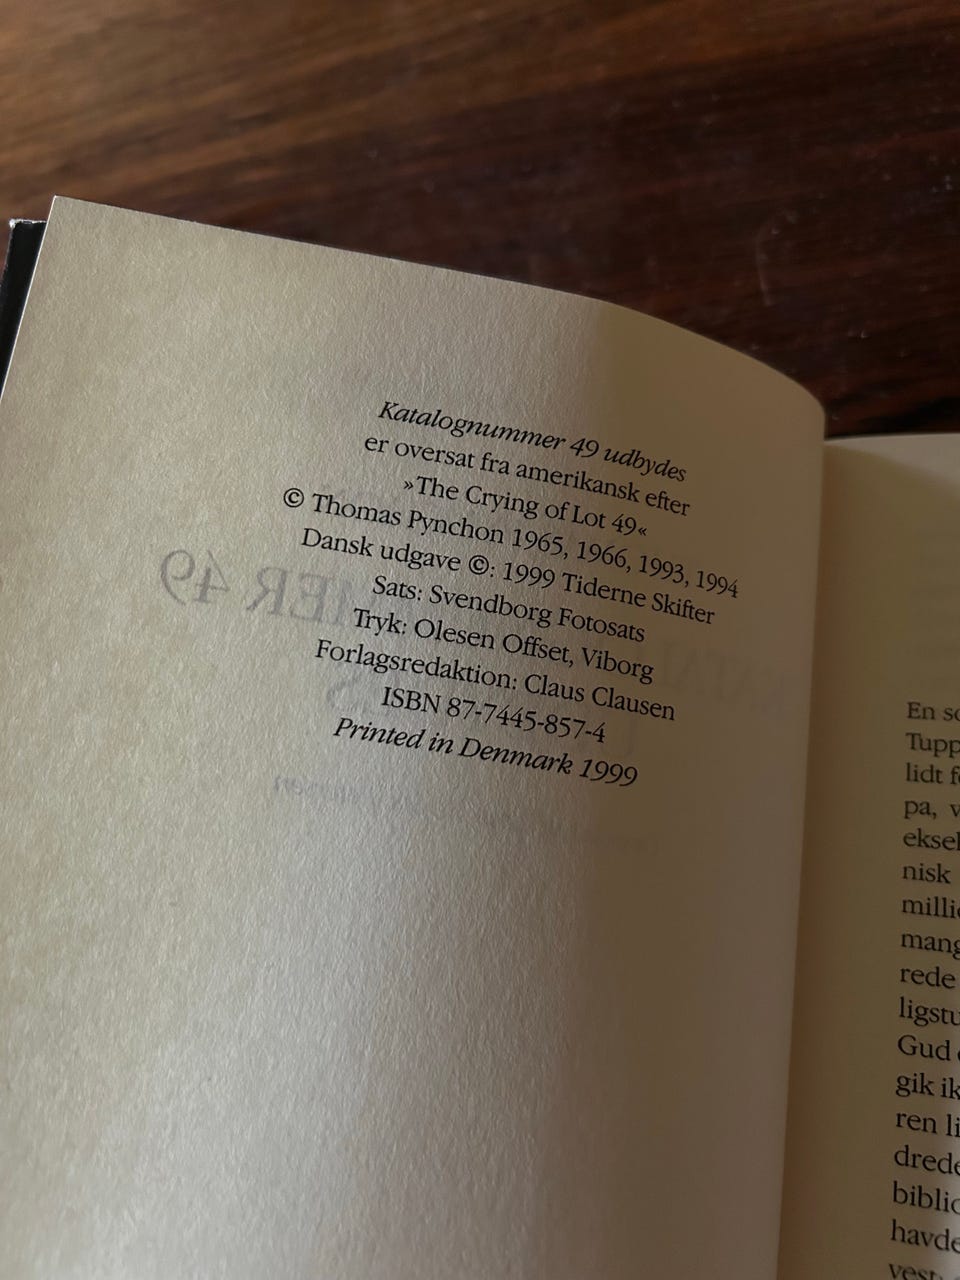 Katalognummer 49 udbydes
er oversat fra amerikansk efter
»The Crying of Lot 49«
© Thomas Pynchon 1965, 1966, 1993, 1994
Dansk udgave ©: 1999 Tiderne Skifter
Sats: Svendborg Fotosats
Tryk: Olesen Offset, Viborg
Forlagsredaktion: Claus Clausen
ISBN 87-7445-857-4
Printed in Denmark 1999
En so
Tupp
lidt f
pa, v
eksel
nisk
milli
mang
rede
ligstu
Gud
gik ik
ren li
drede
biblio
havde